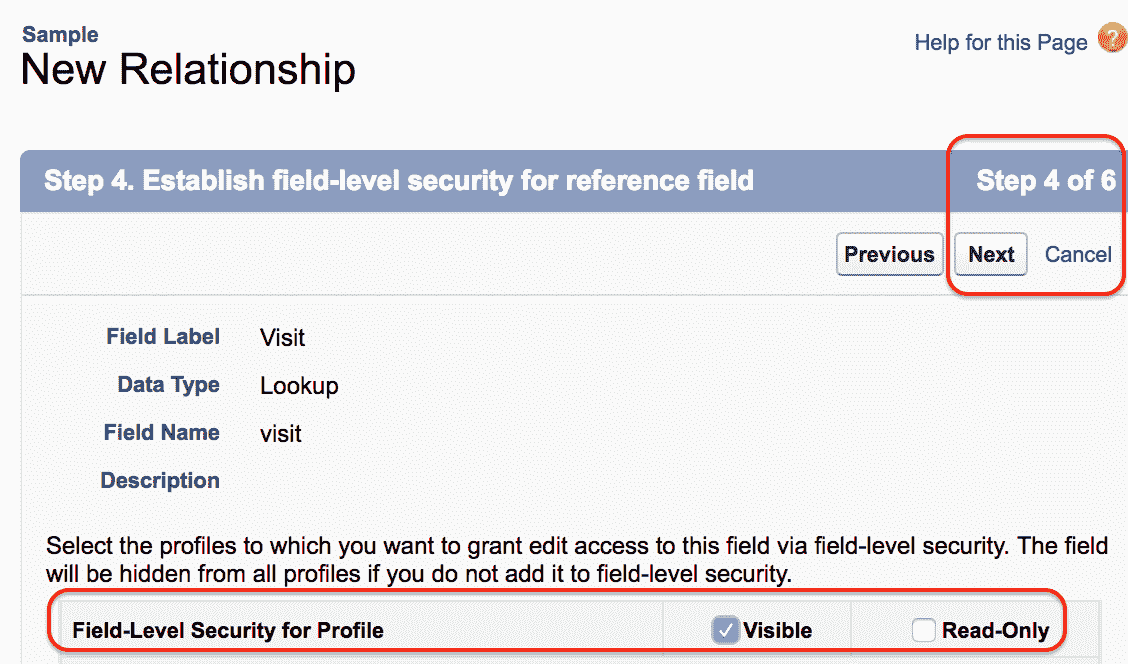 Sample
New Relationship
Help for this Page ?
Step 4. Establish field-level security for reference field
Step 4 of 6
Previous
Next
Cancel
Field Label Visit
Data Type Lookup
Field Name visit
Description
Select the profiles to which you want to grant edit access to this field via field-level security. The field
will be hidden from all profiles if you do not add it to field-level security.
Field-Level Security for Profile
Visible
Read-Only